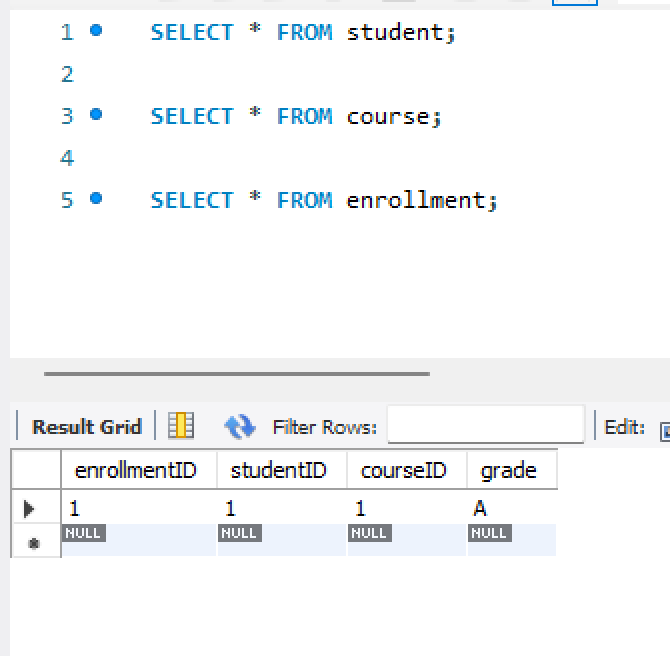 1 SELECT * FROM student;
2
3 SELECT * FROM course;
4
5 SELECT * FROM enrollment;
Result Grid Filter Rows: Edit:
enrollmentID studentID courseID grade
1 1 1 A
NULL NULL NULL NULL